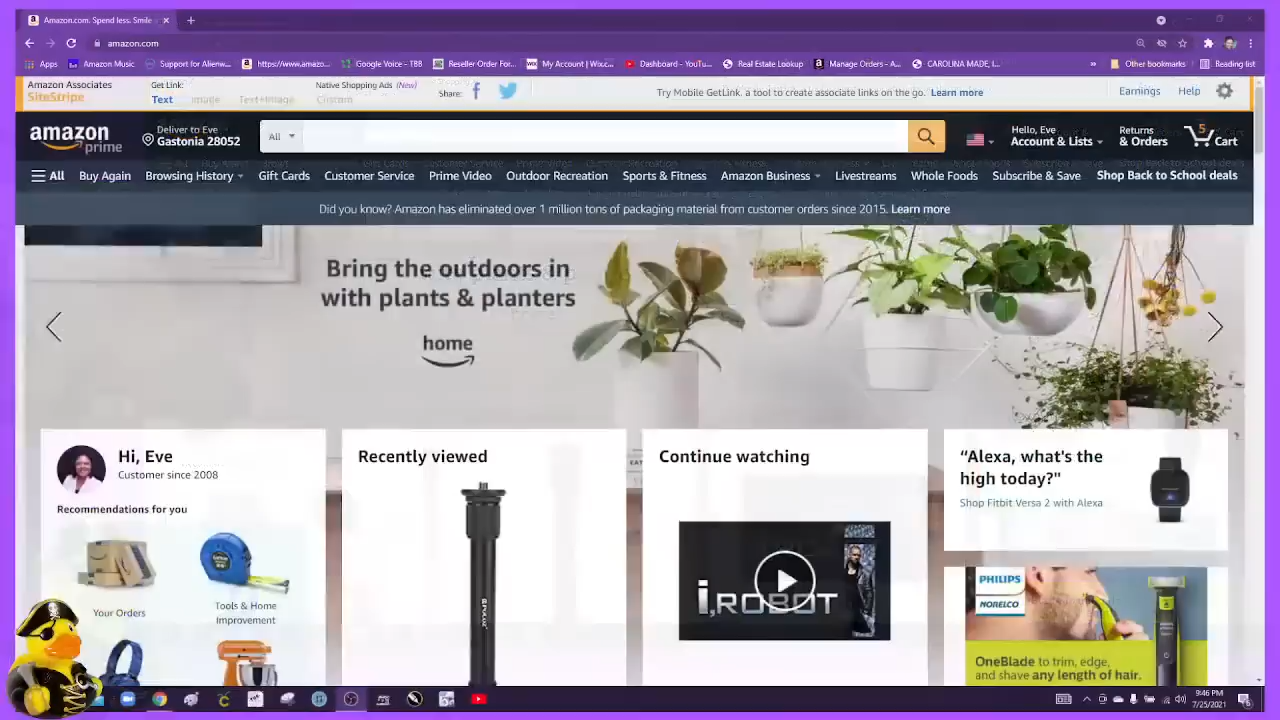 Amazon.com: Spend less. Smile
amazon.com
Apps
Amazon Music
Support for Alienw...
https://www.amazo...
Google Voice - TBB
Reseller Order For...
My Account | Wix.c...
Dashboard - YouTu...
Real Estate Lookup
Manage Orders - A...
CAROLINA MADE, I...
»
Other bookmarks
Reading list
Amazon Associates
SiteStripe
Get Link:
Text
Image
Text+Image
Custom
Native Shopping Ads (New)
Share:
Try Mobile GetLink, a tool to create associate links on the go. Learn more
Earnings
Help
amazon
prime
Deliver to Eve
Gastonia 28052
All
Hello, Eve
Account & Lists
Returns
& Orders
5
Cart
All
Buy Again
Browsing History
Gift Cards
Customer Service
Prime Video
Outdoor Recreation
Sports & Fitness
Amazon Business
Livestreams
Whole Foods
Subscribe & Save
Shop Back to School deals
Did you know? Amazon has eliminated over 1 million tons of packaging material from customer orders since 2015. Learn more
Bring the outdoors in
with plants & planters
home
Hi, Eve
Customer since 2008
Recommendations for you
Your Orders
Tools & Home
Improvement
Recently viewed
Continue watching
i,ROBOT
“Alexa, what's the
high today?"
Shop Fitbit Versa 2 with Alexa
PHILIPS
NORELCO
OneBlade to trim, edge,
and shave any length of hair.
9:46 PM
7/25/2021